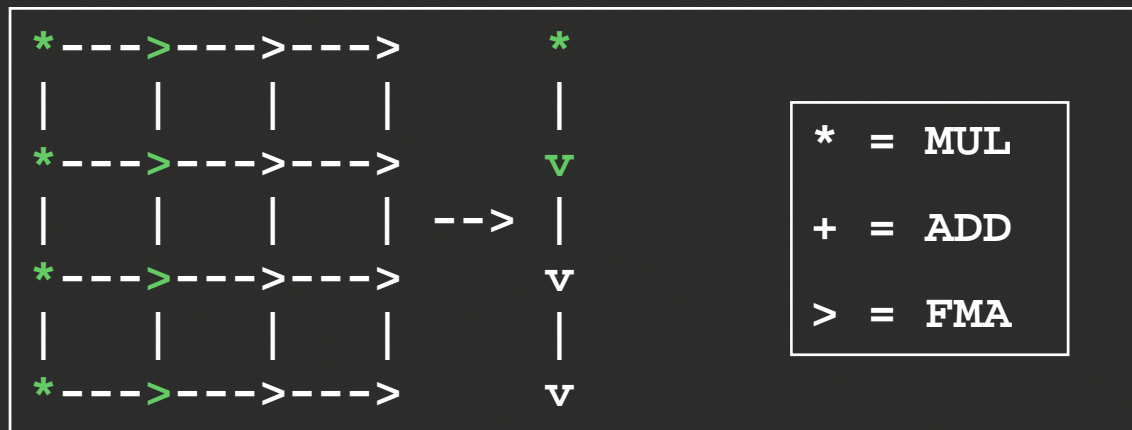 *--->--->--->     *
|   |   |   |     |
*--->--->--->     v
|   |   |   | --> |
*--->--->--->     v
|   |   |   |     |
*--->--->--->     v
* = MUL
+ = ADD
> = FMA